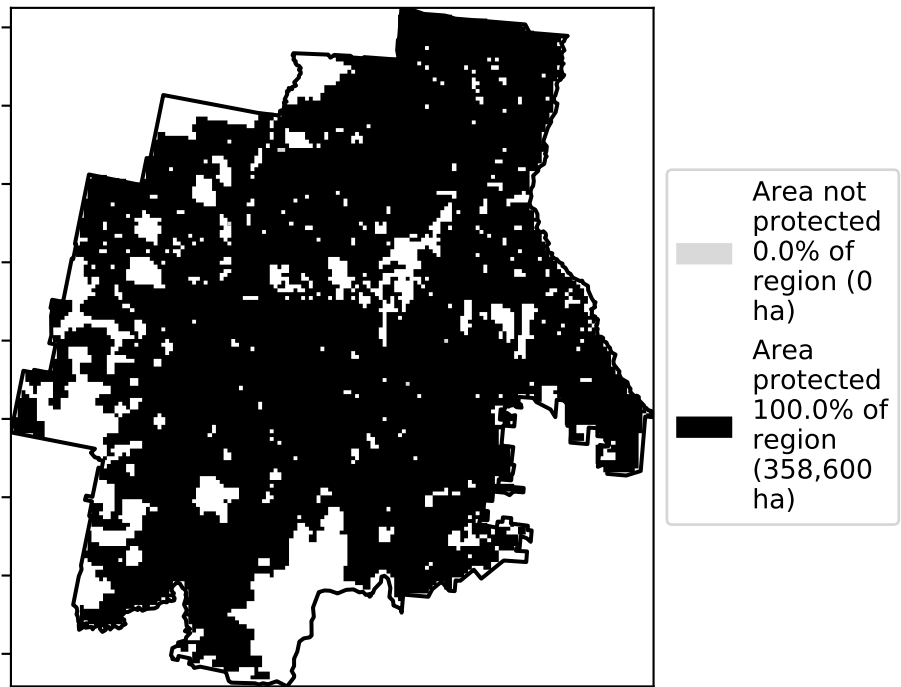 Area not
protected
0.0% of
region (0
ha)
Area
protected
100.0% of
region
(358,600
ha)